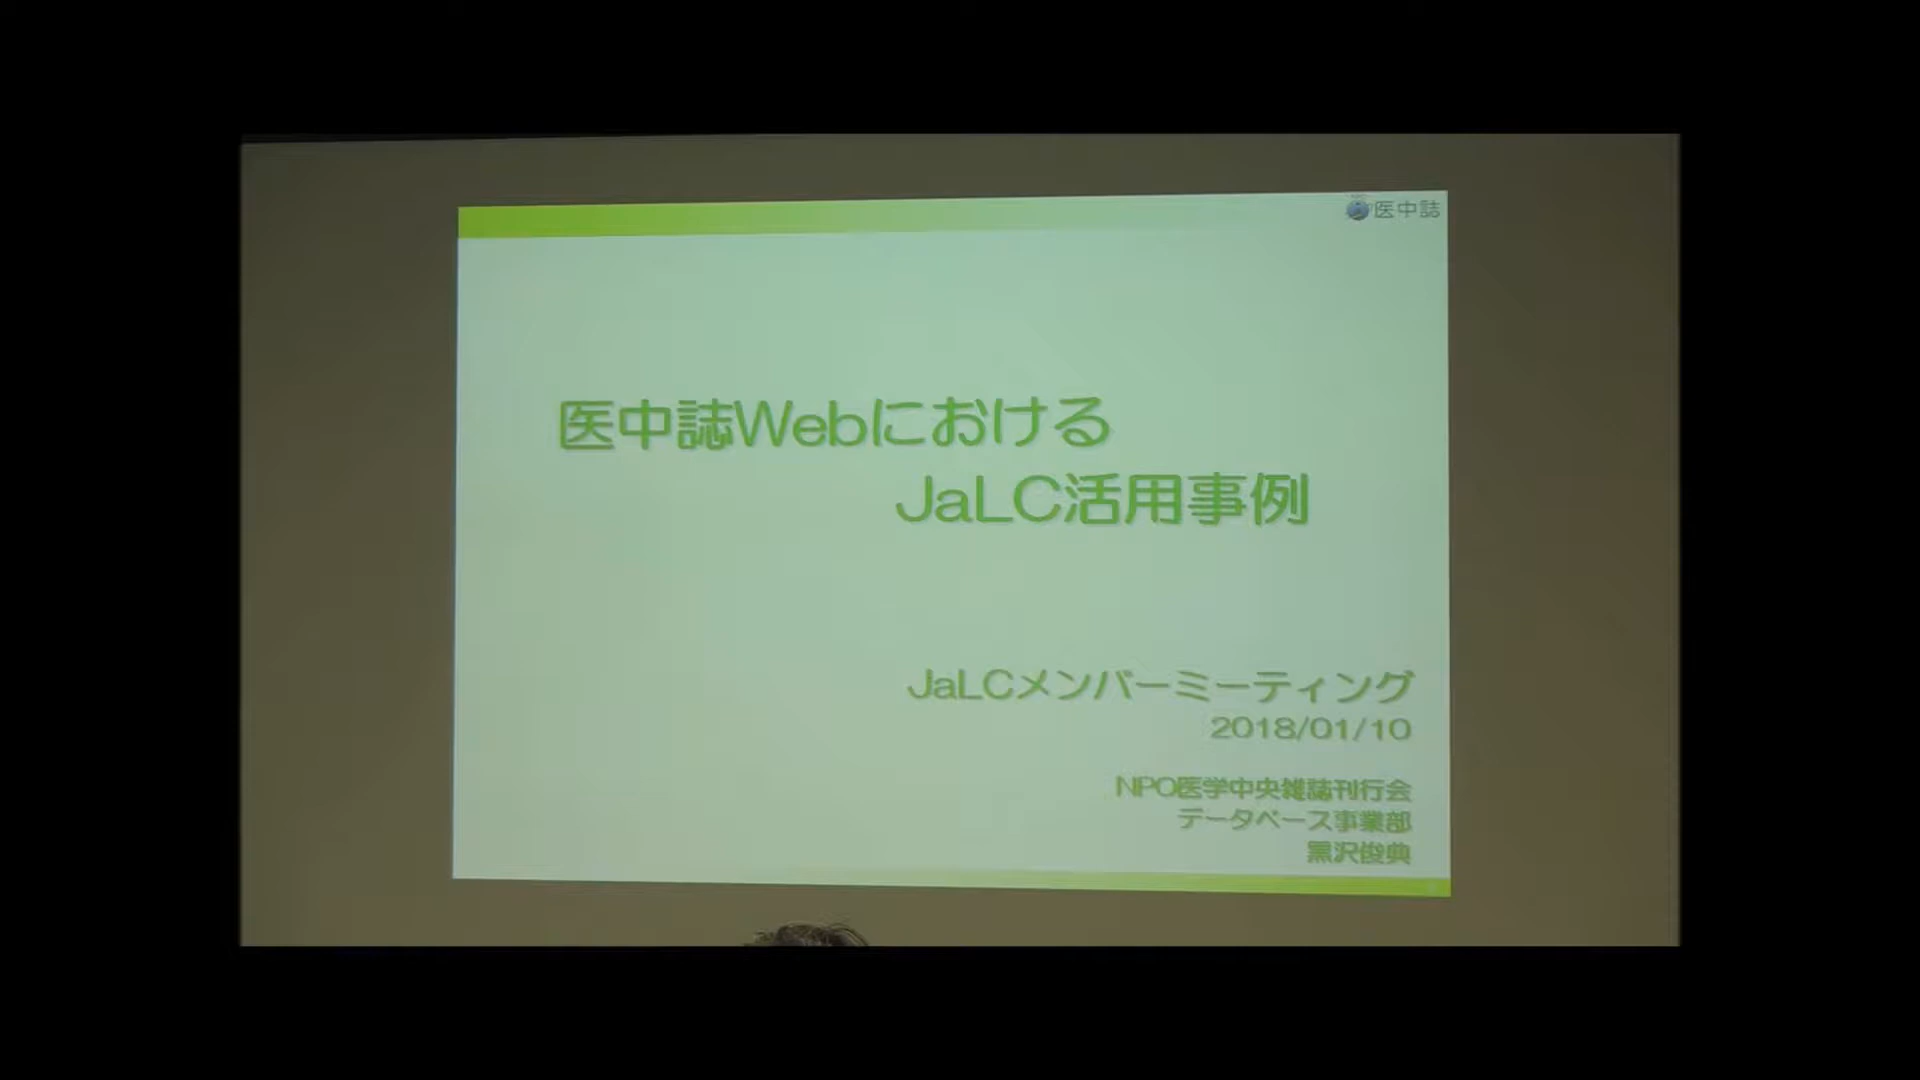 医中誌
医中誌Webにおける
JaLC活用事例
JaLCメンバーミーティング
2018/01/10
NPO医学中央雑誌刊行会
データベース事業部
黒沢俊典